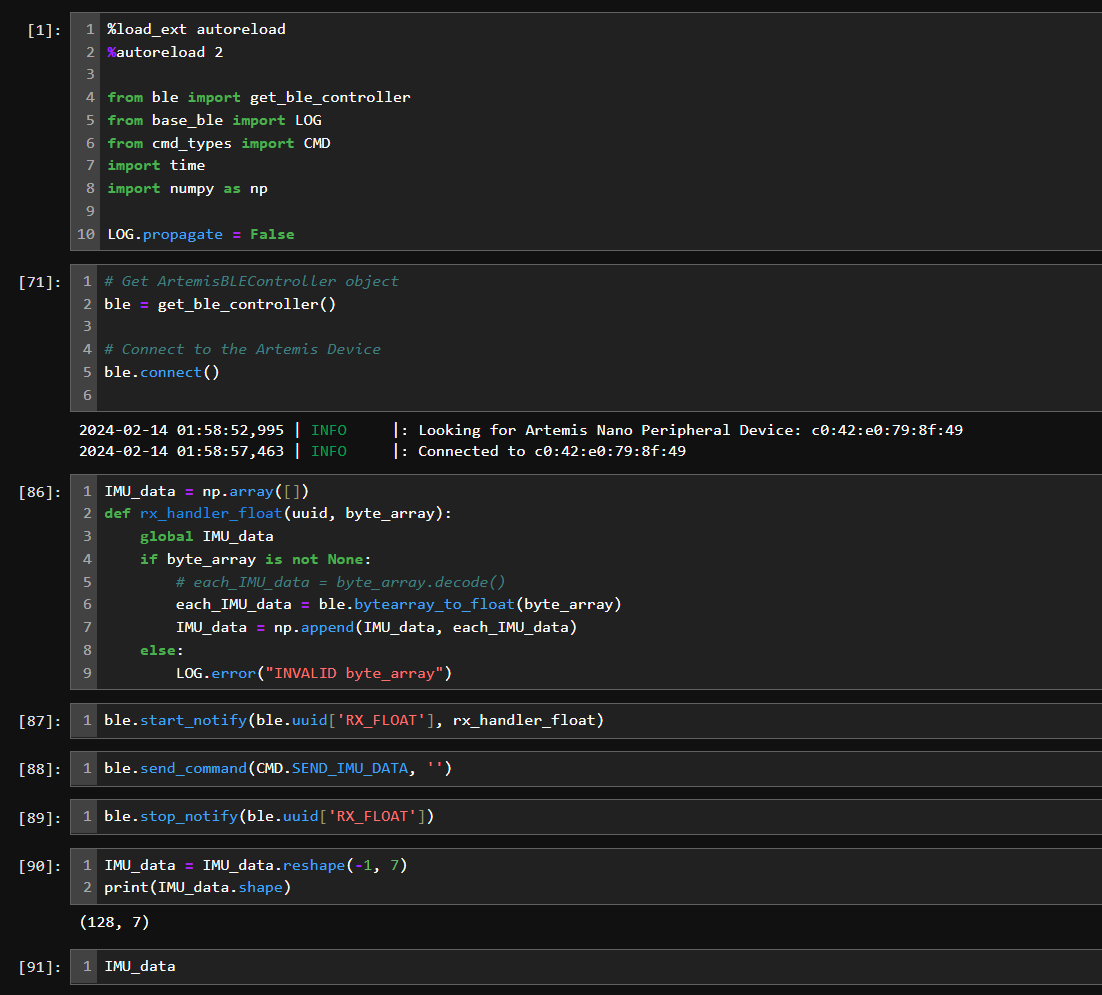 [1]:
1 %load_ext autoreload
2 %autoreload 2
3
4 from ble import get_ble_controller
5 from base_ble import LOG
6 from cmd_types import CMD
7 import time
8 import numpy as np
9
10 LOG.propagate = False
[71]:
1 # Get ArtemisBLEController object
2 ble = get_ble_controller()
3
4 # Connect to the Artemis Device
5 ble.connect()
6
2024-02-14 01:58:52,995 | INFO     |: Looking for Artemis Nano Peripheral Device: c0:42:e0:79:8f:49
2024-02-14 01:58:57,463 | INFO     |: Connected to c0:42:e0:79:8f:49
[86]:
1 IMU_data = np.array([])
2 def rx_handler_float(uuid, byte_array):
3     global IMU_data
4     if byte_array is not None:
5         # each_IMU_data = byte_array.decode()
6         each_IMU_data = ble.bytearray_to_float(byte_array)
7         IMU_data = np.append(IMU_data, each_IMU_data)
8     else:
9         LOG.error("INVALID byte_array")
[87]:
1 ble.start_notify(ble.uuid['RX_FLOAT'], rx_handler_float)
[88]:
1 ble.send_command(CMD.SEND_IMU_DATA, '')
[89]:
1 ble.stop_notify(ble.uuid['RX_FLOAT'])
[90]:
1 IMU_data = IMU_data.reshape(-1, 7)
2 print(IMU_data.shape)
(128, 7)
[91]:
1 IMU_data